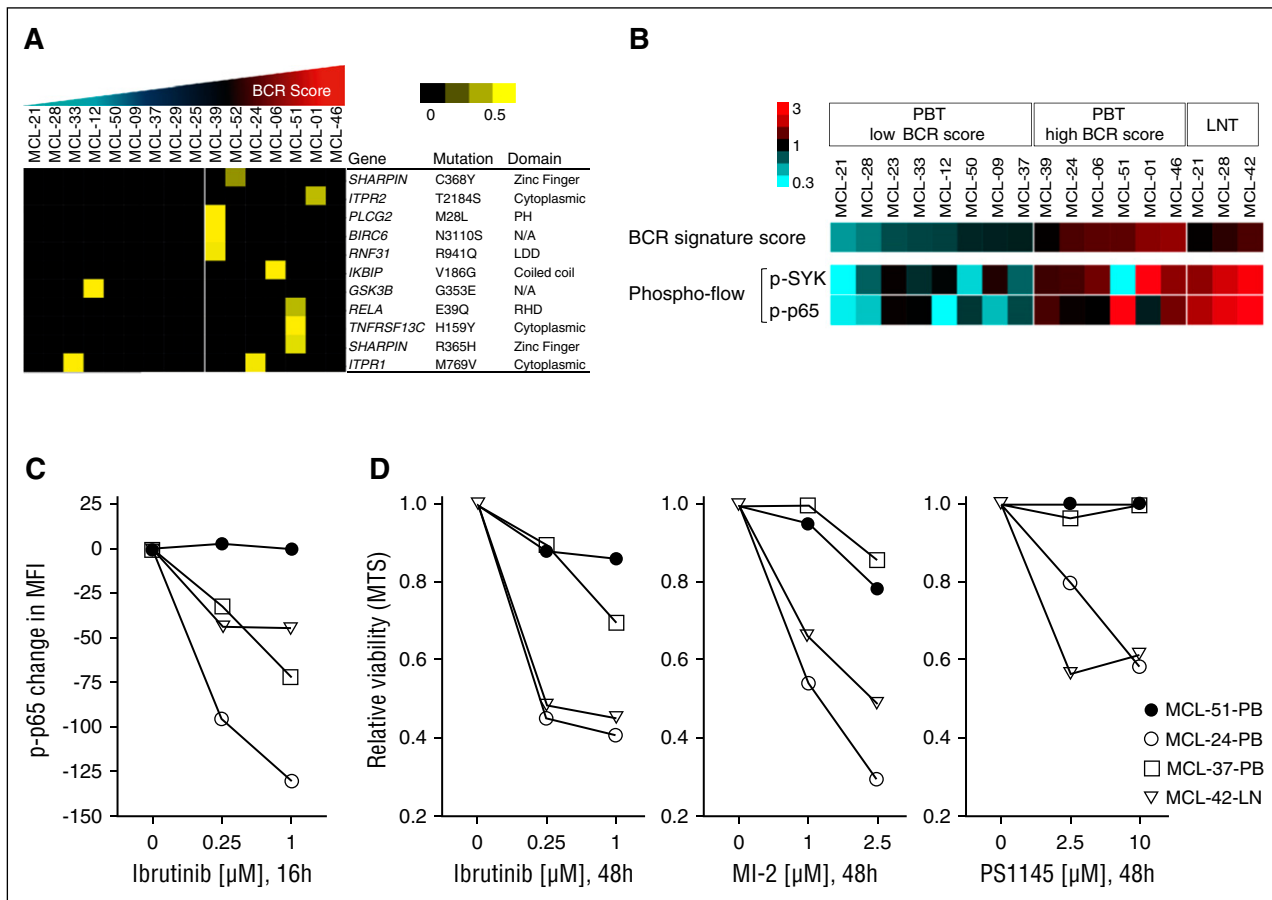 A
BCR Score
MCL-21
MCL-28
MCL-33
MCL-12
MCL-50
MCL-09
MCL-37
MCL-29
MCL-25
MCL-39
MCL-52
MCL-24
MCL-06
MCL-51
MCL-01
MCL-46
0 0.5
Gene Mutation Domain
SHARPIN C368Y Zinc Finger
ITPR2 T2184S Cytoplasmic
PLCG2 M28L PH
BIRC6 N3110S N/A
RNF31 R941Q LDD
IKBIP V186G Coiled coil
GSK3B G353E N/A
RELA E39Q RHD
TNFRSF13C H159Y Cytoplasmic
SHARPIN R365H Zinc Finger
ITPR1 M769V Cytoplasmic
B
3
1
0.3
PBT
low BCR score
PBT
high BCR score
LNT
MCL-21
MCL-28
MCL-23
MCL-33
MCL-12
MCL-50
MCL-09
MCL-37
MCL-39
MCL-24
MCL-06
MCL-51
MCL-01
MCL-46
MCL-21
MCL-28
MCL-42
BCR signature score
Phospho-flow
p-SYK
p-p65
C
p-p65 change in MFI
25
0
-25
-50
-75
-100
-125
-150
0 0.25 1
Ibrutinib [µM], 16h
D
Relative viability (MTS)
1.0
0.8
0.6
0.4
0.2
0 0.25 1
Ibrutinib [µM], 48h
1.0
0.8
0.6
0.4
0.2
0 1 2.5
MI-2 [µM], 48h
1.0
0.8
0.6
0.4
0.2
0 2.5 10
PS1145 [µM], 48h
MCL-51-PB
MCL-24-PB
MCL-37-PB
MCL-42-LN